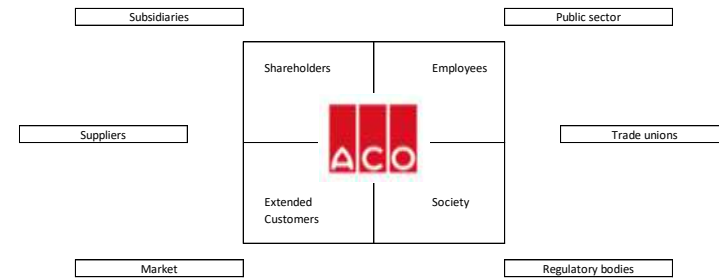 Subsidiaries
Public sector
Shareholders
Employees
Suppliers
Trade unions
ACO
Extended
Customers
Society
Market
Regulatory bodies